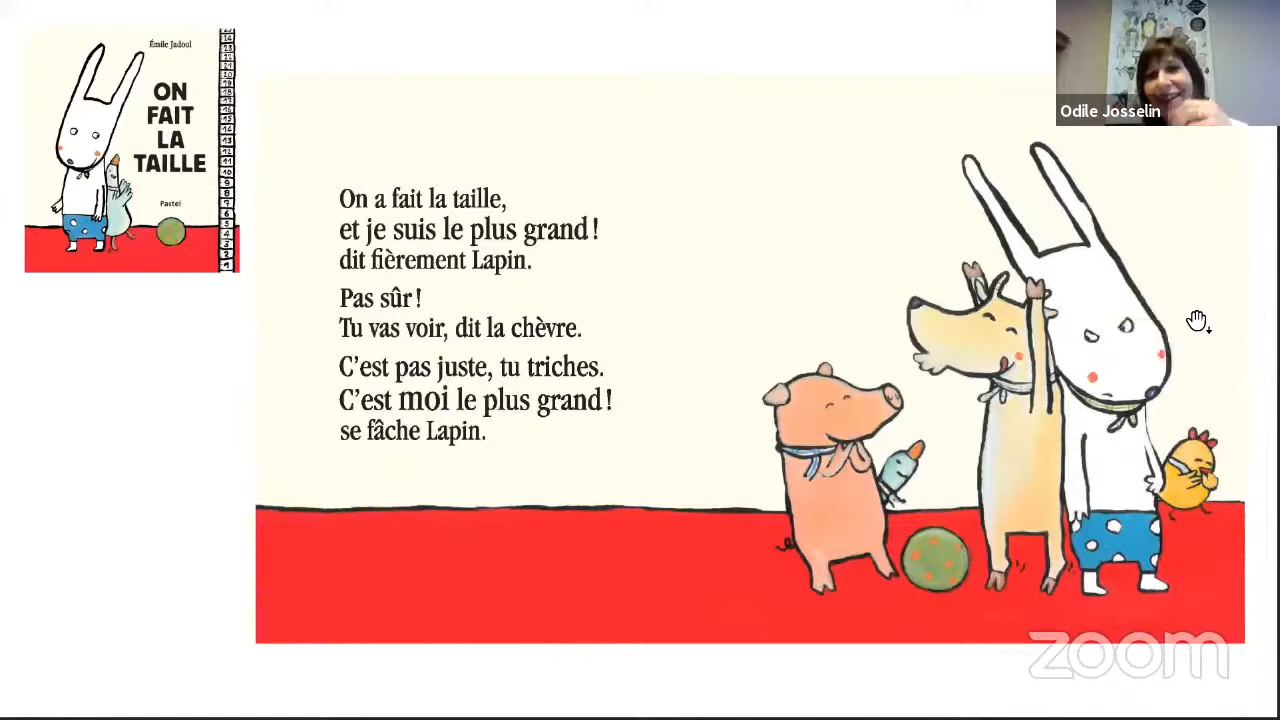 Émile Jadoul
ON
FAIT
LA
TAILLE
Pastel
On a fait la taille,
et je suis le plus grand !
dit fièrement Lapin.
Pas sûr !
Tu vas voir, dit la chèvre.
C'est pas juste, tu triches.
C'est moi le plus grand !
se fâche Lapin.
Odile Josselin
zoom